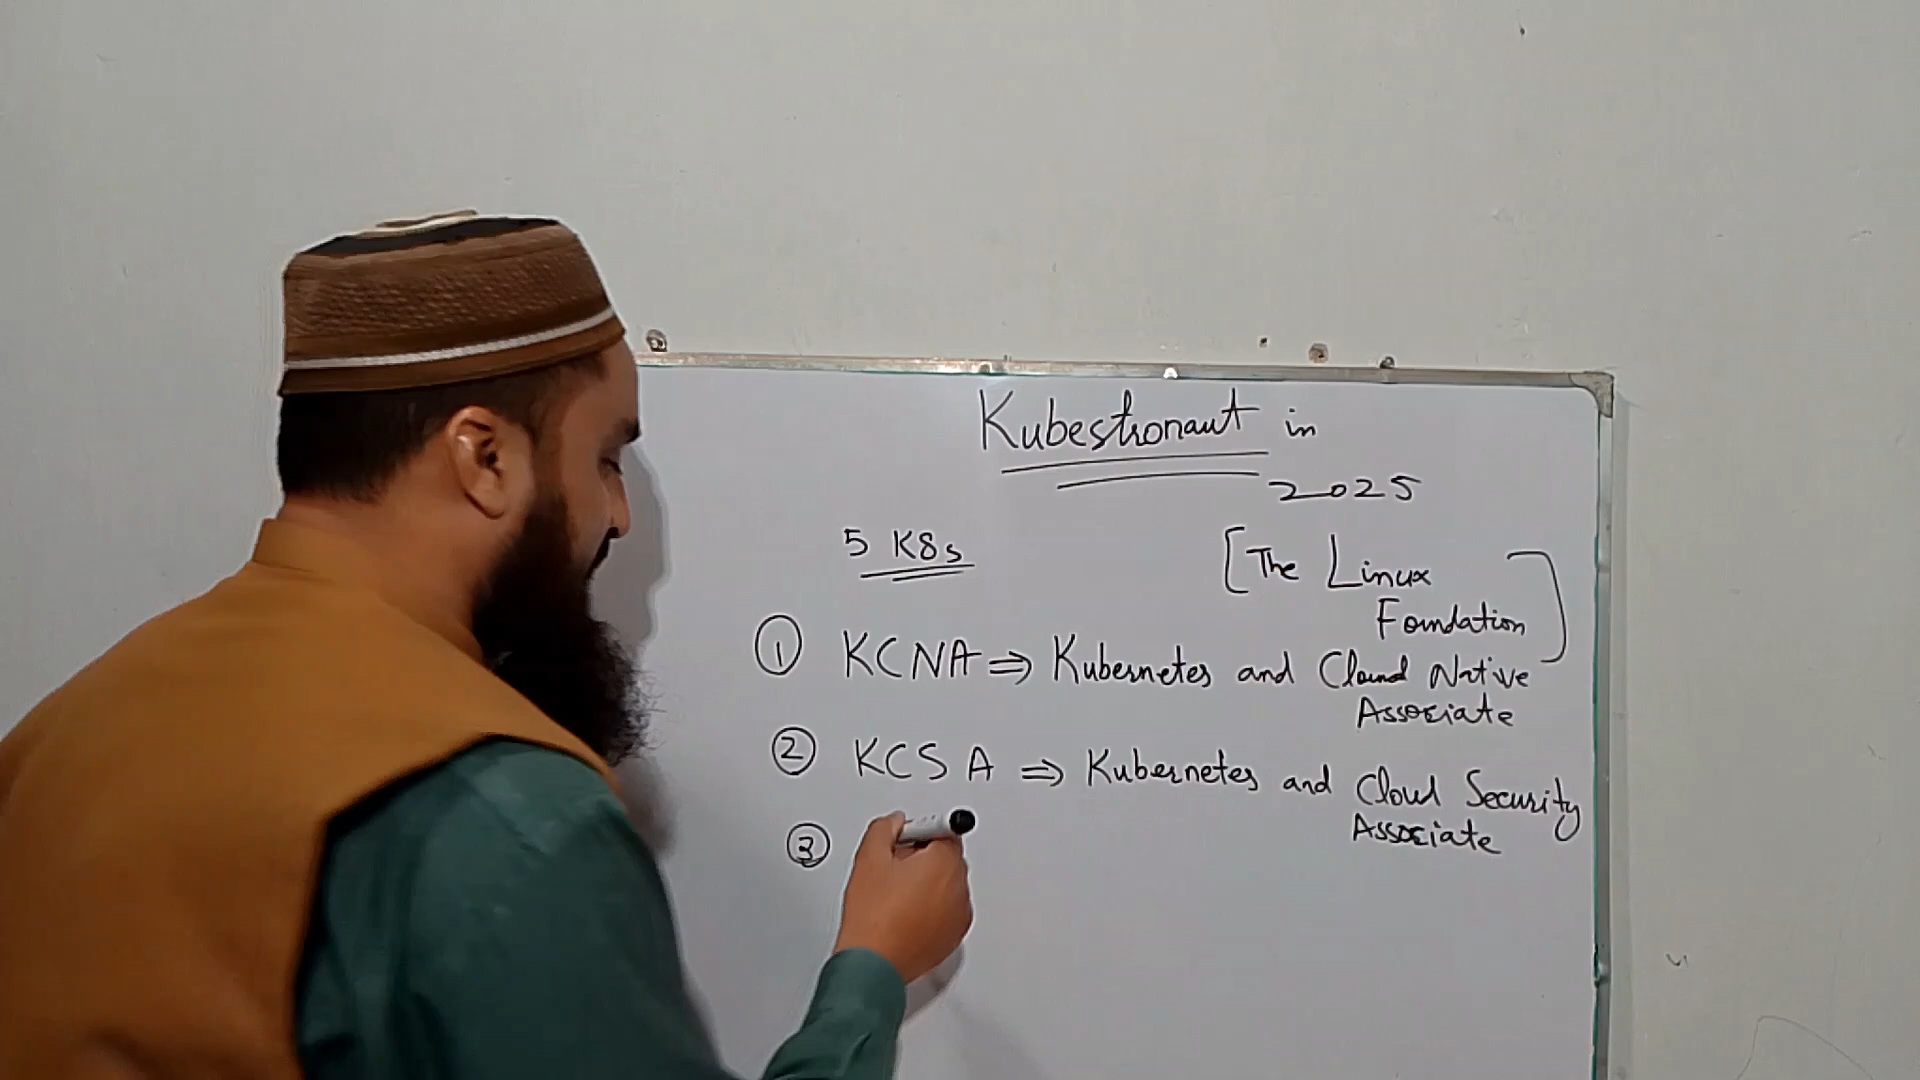 Kubestronaut in
2025
5 K8s
[The Linux
Foundation]
① KCNA ⇒ Kubernetes and Cloud Native
Associate
② KCSA ⇒ Kubernetes and Cloud Security
Associate
③